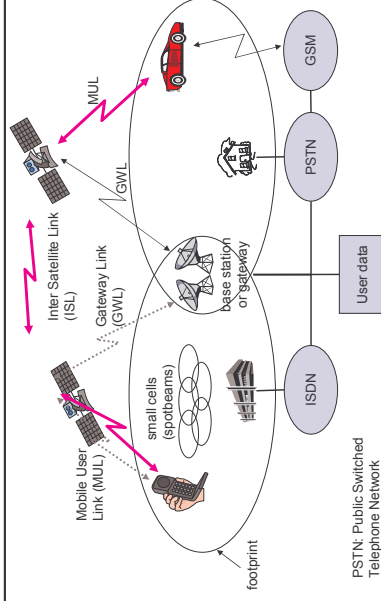 Inter Satellite Link
(ISL)
MUL
Mobile User
Link (MUL)
Gateway Link
(GWL)
GWL
small cells
(spotbeams)
base station
or gateway
footprint
ISDN
PSTN
GSM
User data
PSTN: Public Switched
Telephone Network